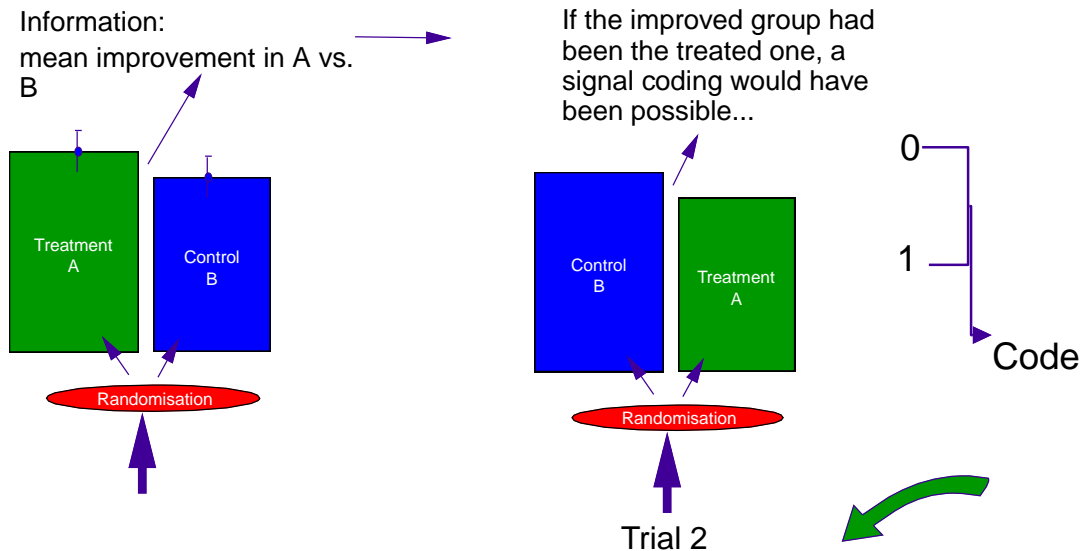 Information:
mean improvement in A vs.
B
If the improved group had
been the treated one, a
signal coding would have
been possible...
Treatment
A
Control
B
Randomisation
Control
B
Treatment
A
Randomisation
Trial 2
0
1
Code